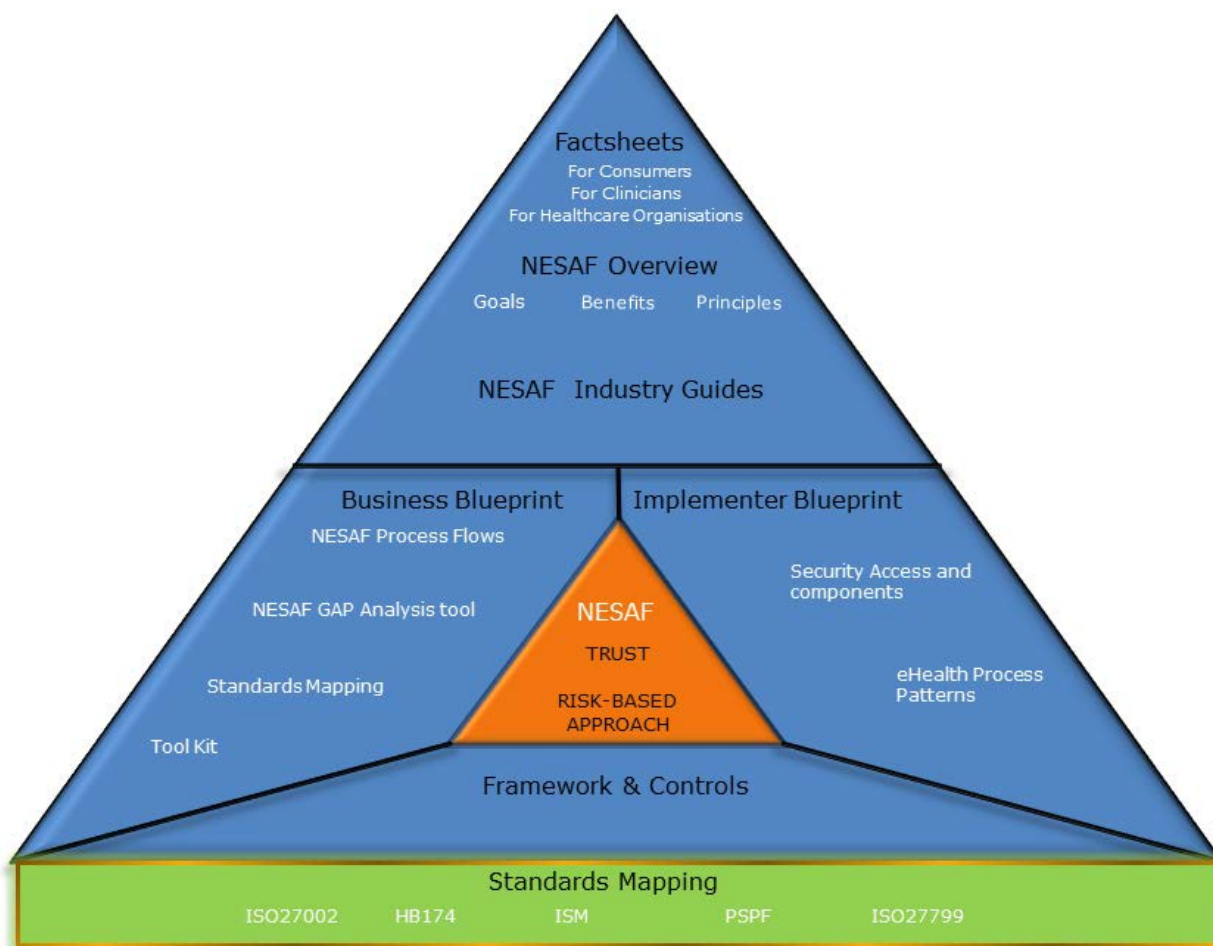 Factsheets
For Consumers
For Clinicians
For Healthcare Organisations
NESAF Overview
Goals Benefits Principles
NESAF Industry Guides
Business Blueprint
NESAF Process Flows
NESAF GAP Analysis tool
Standards Mapping
Tool Kit
Implementer Blueprint
Security Access and
components
eHealth Process
Patterns
NESAF
TRUST
RISK-BASED
APPROACH
Framework & Controls
Standards Mapping
ISO27002 HB174 ISM PSPF ISO27799